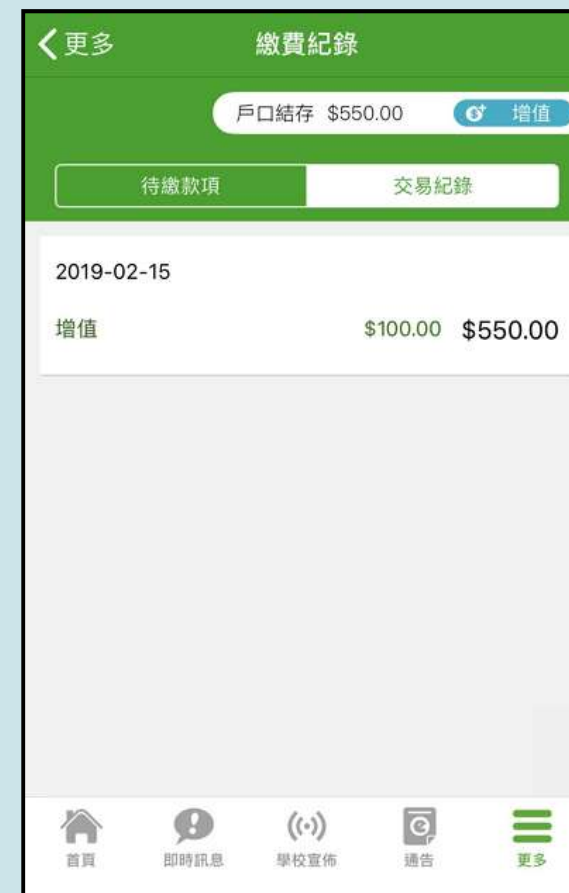 更多 繳費紀錄
戶口結存 $550.00 增值
待繳款項 交易紀錄
2019-02-15
增值 $100.00 $550.00
首頁 即時訊息 學校宣佈 通告 更多